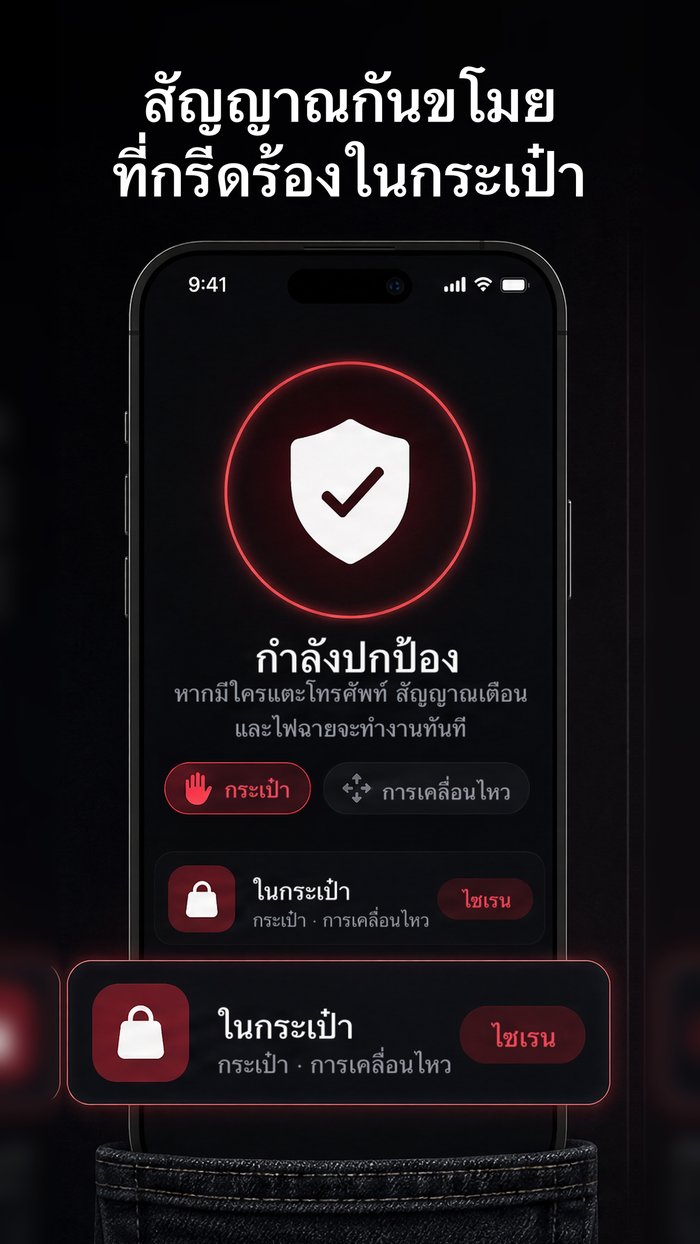 สัญญาณกันขโมย
ที่กรีดร้องในกระเป๋า
9:41
กำลังปกป้อง
หากมีใครแตะโทรศัพท์ สัญญาณเตือน
และไฟฉายจะทำงานทันที
กระเป๋า
การเคลื่อนไหว
ในกระเป๋า
กระเป๋า · การเคลื่อนไหว
ไซเรน
ในกระเป๋า
กระเป๋า · การเคลื่อนไหว
ไซเรน